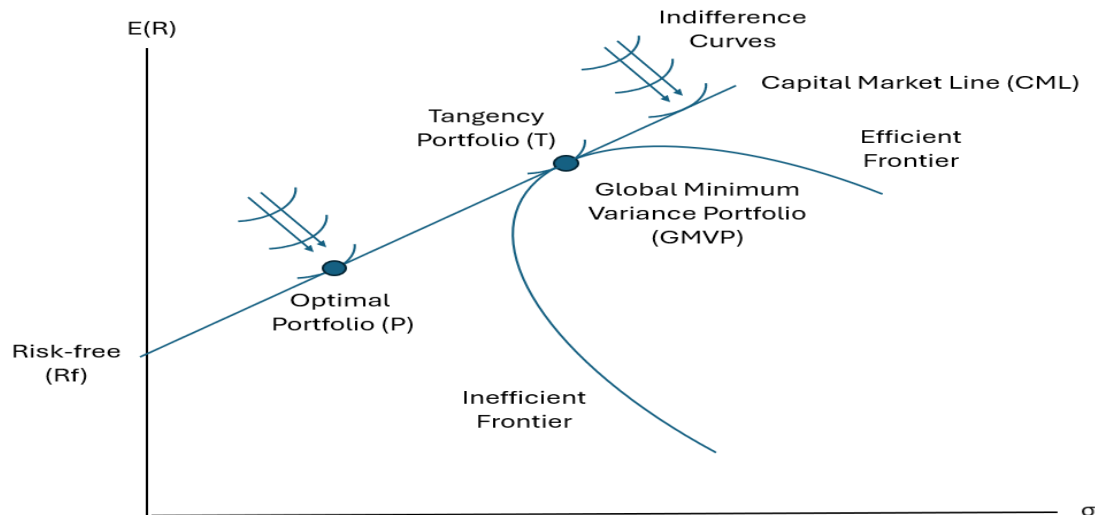 Indifference
Curves
E(R)
Capital Market Line (CML)
Tangency
Portfolio (T)
Efficient
Frontier
Global Minimum
Variance Portfolio
(GMVP)
Optimal
Portfolio (P)
Risk-free
(Rf)
Inefficient
Frontier
σ